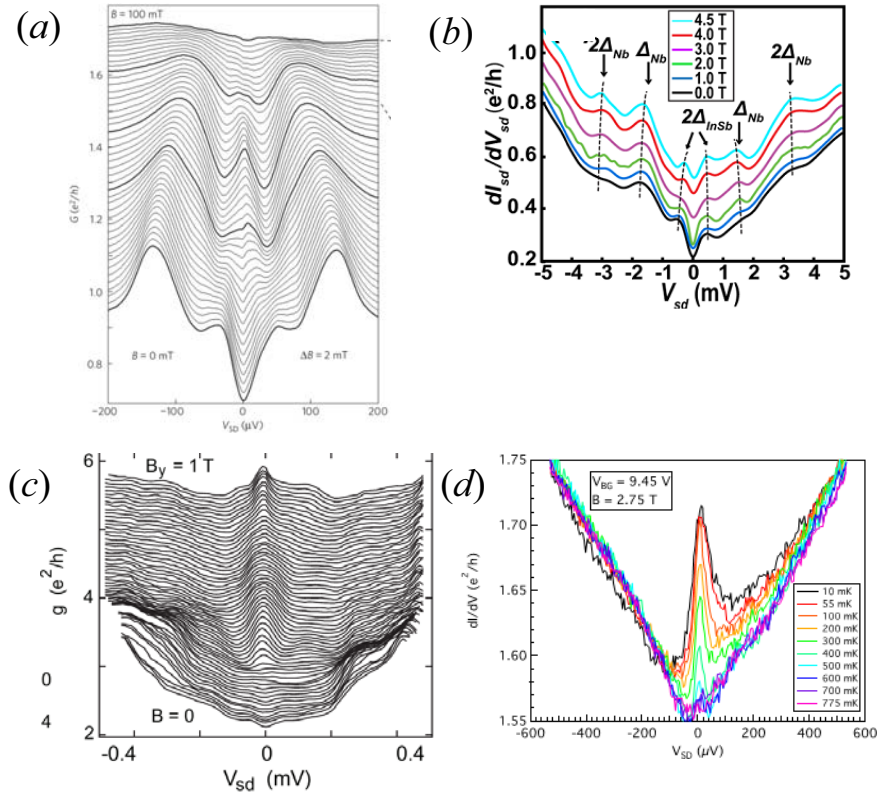 (a)
B = 100 mT
1.6
1.4
1.2
1.0
0.8
G (e²/h)
B = 0 mT
ΔB = 2 mT
−200
−100
0
100
200
V_SD (μV)
(b)
4.5 T
4.0 T
3.0 T
2.0 T
1.0 T
0.0 T
2Δ_Nb
Δ_Nb
2Δ_InSb
Δ_Nb
2Δ_Nb
1.0
0.8
0.6
0.4
0.2
dI_sd/dV_sd (e²/h)
-5 -4 -3 -2 -1 0 1 2 3 4 5
V_sd (mV)
(c)
B_y = 1 T
6
4
2
0
4
g (e²/h)
B = 0
-0.4
0
0.4
V_sd (mV)
(d)
V_BG = 9.45 V
B = 2.75 T
1.75
1.70
1.65
1.60
1.55
dI/dV (e²/h)
10 mK
55 mK
100 mK
200 mK
300 mK
400 mK
500 mK
600 mK
700 mK
775 mK
-600 -400 -200 0 200 400 600
V_SD (μV)